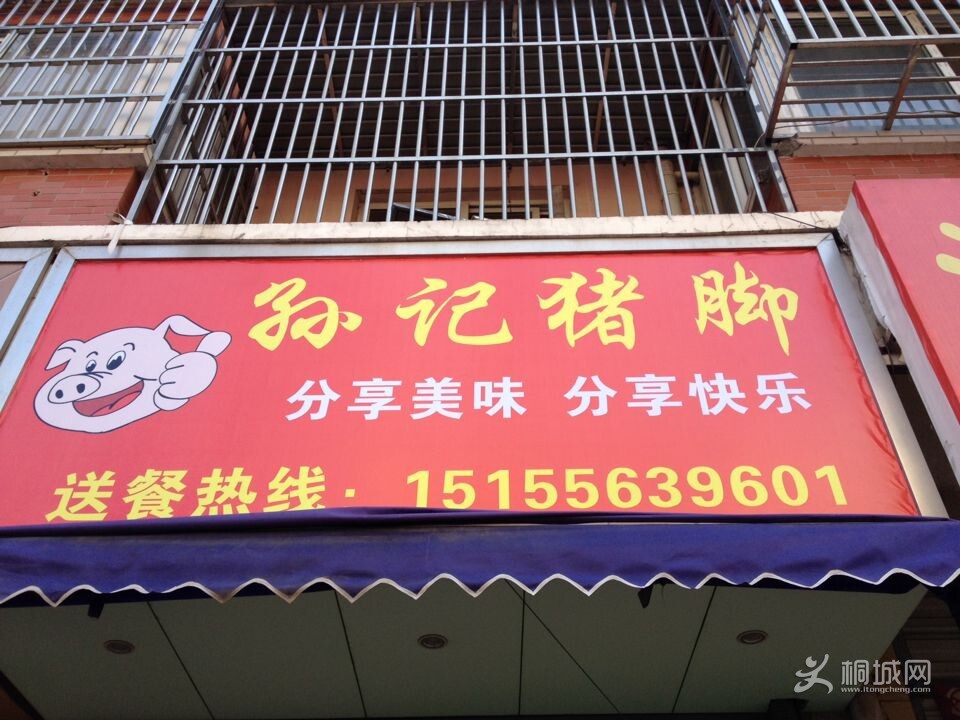 孙记猪脚
分享美味 分享快乐
送餐热线: 15155639601
桐城网
www.itongcheng.com